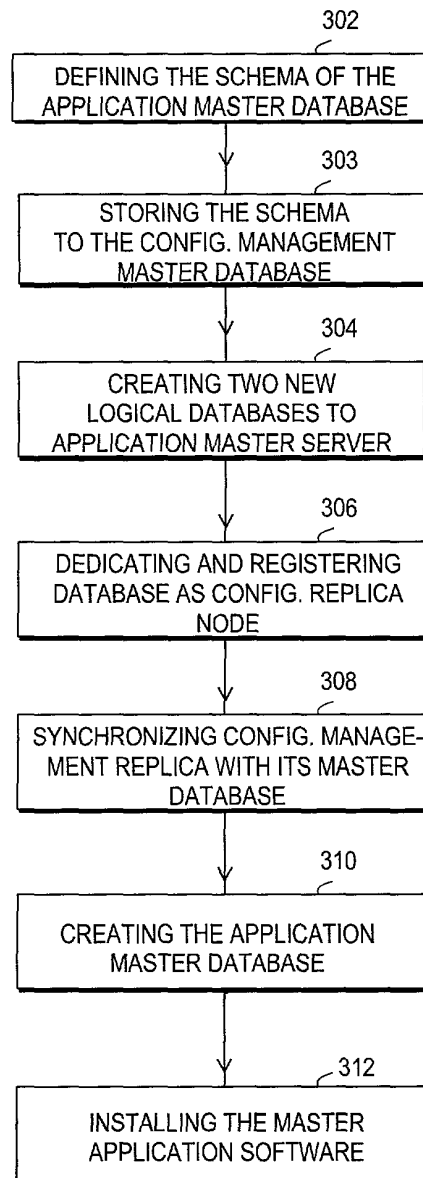 302
DEFINING THE SCHEMA OF THE
APPLICATION MASTER DATABASE
303
STORING THE SCHEMA
TO THE CONFIG. MANAGEMENT
MASTER DATABASE
304
CREATING TWO NEW
LOGICAL DATABASES TO
APPLICATION MASTER SERVER
306
DEDICATING AND REGISTERING
DATABASE AS CONFIG. REPLICA
NODE
308
SYNCHRONIZING CONFIG. MANAGE-
MENT REPLICA WITH ITS MASTER
DATABASE
310
CREATING THE APPLICATION
MASTER DATABASE
312
INSTALLING THE MASTER
APPLICATION SOFTWARE